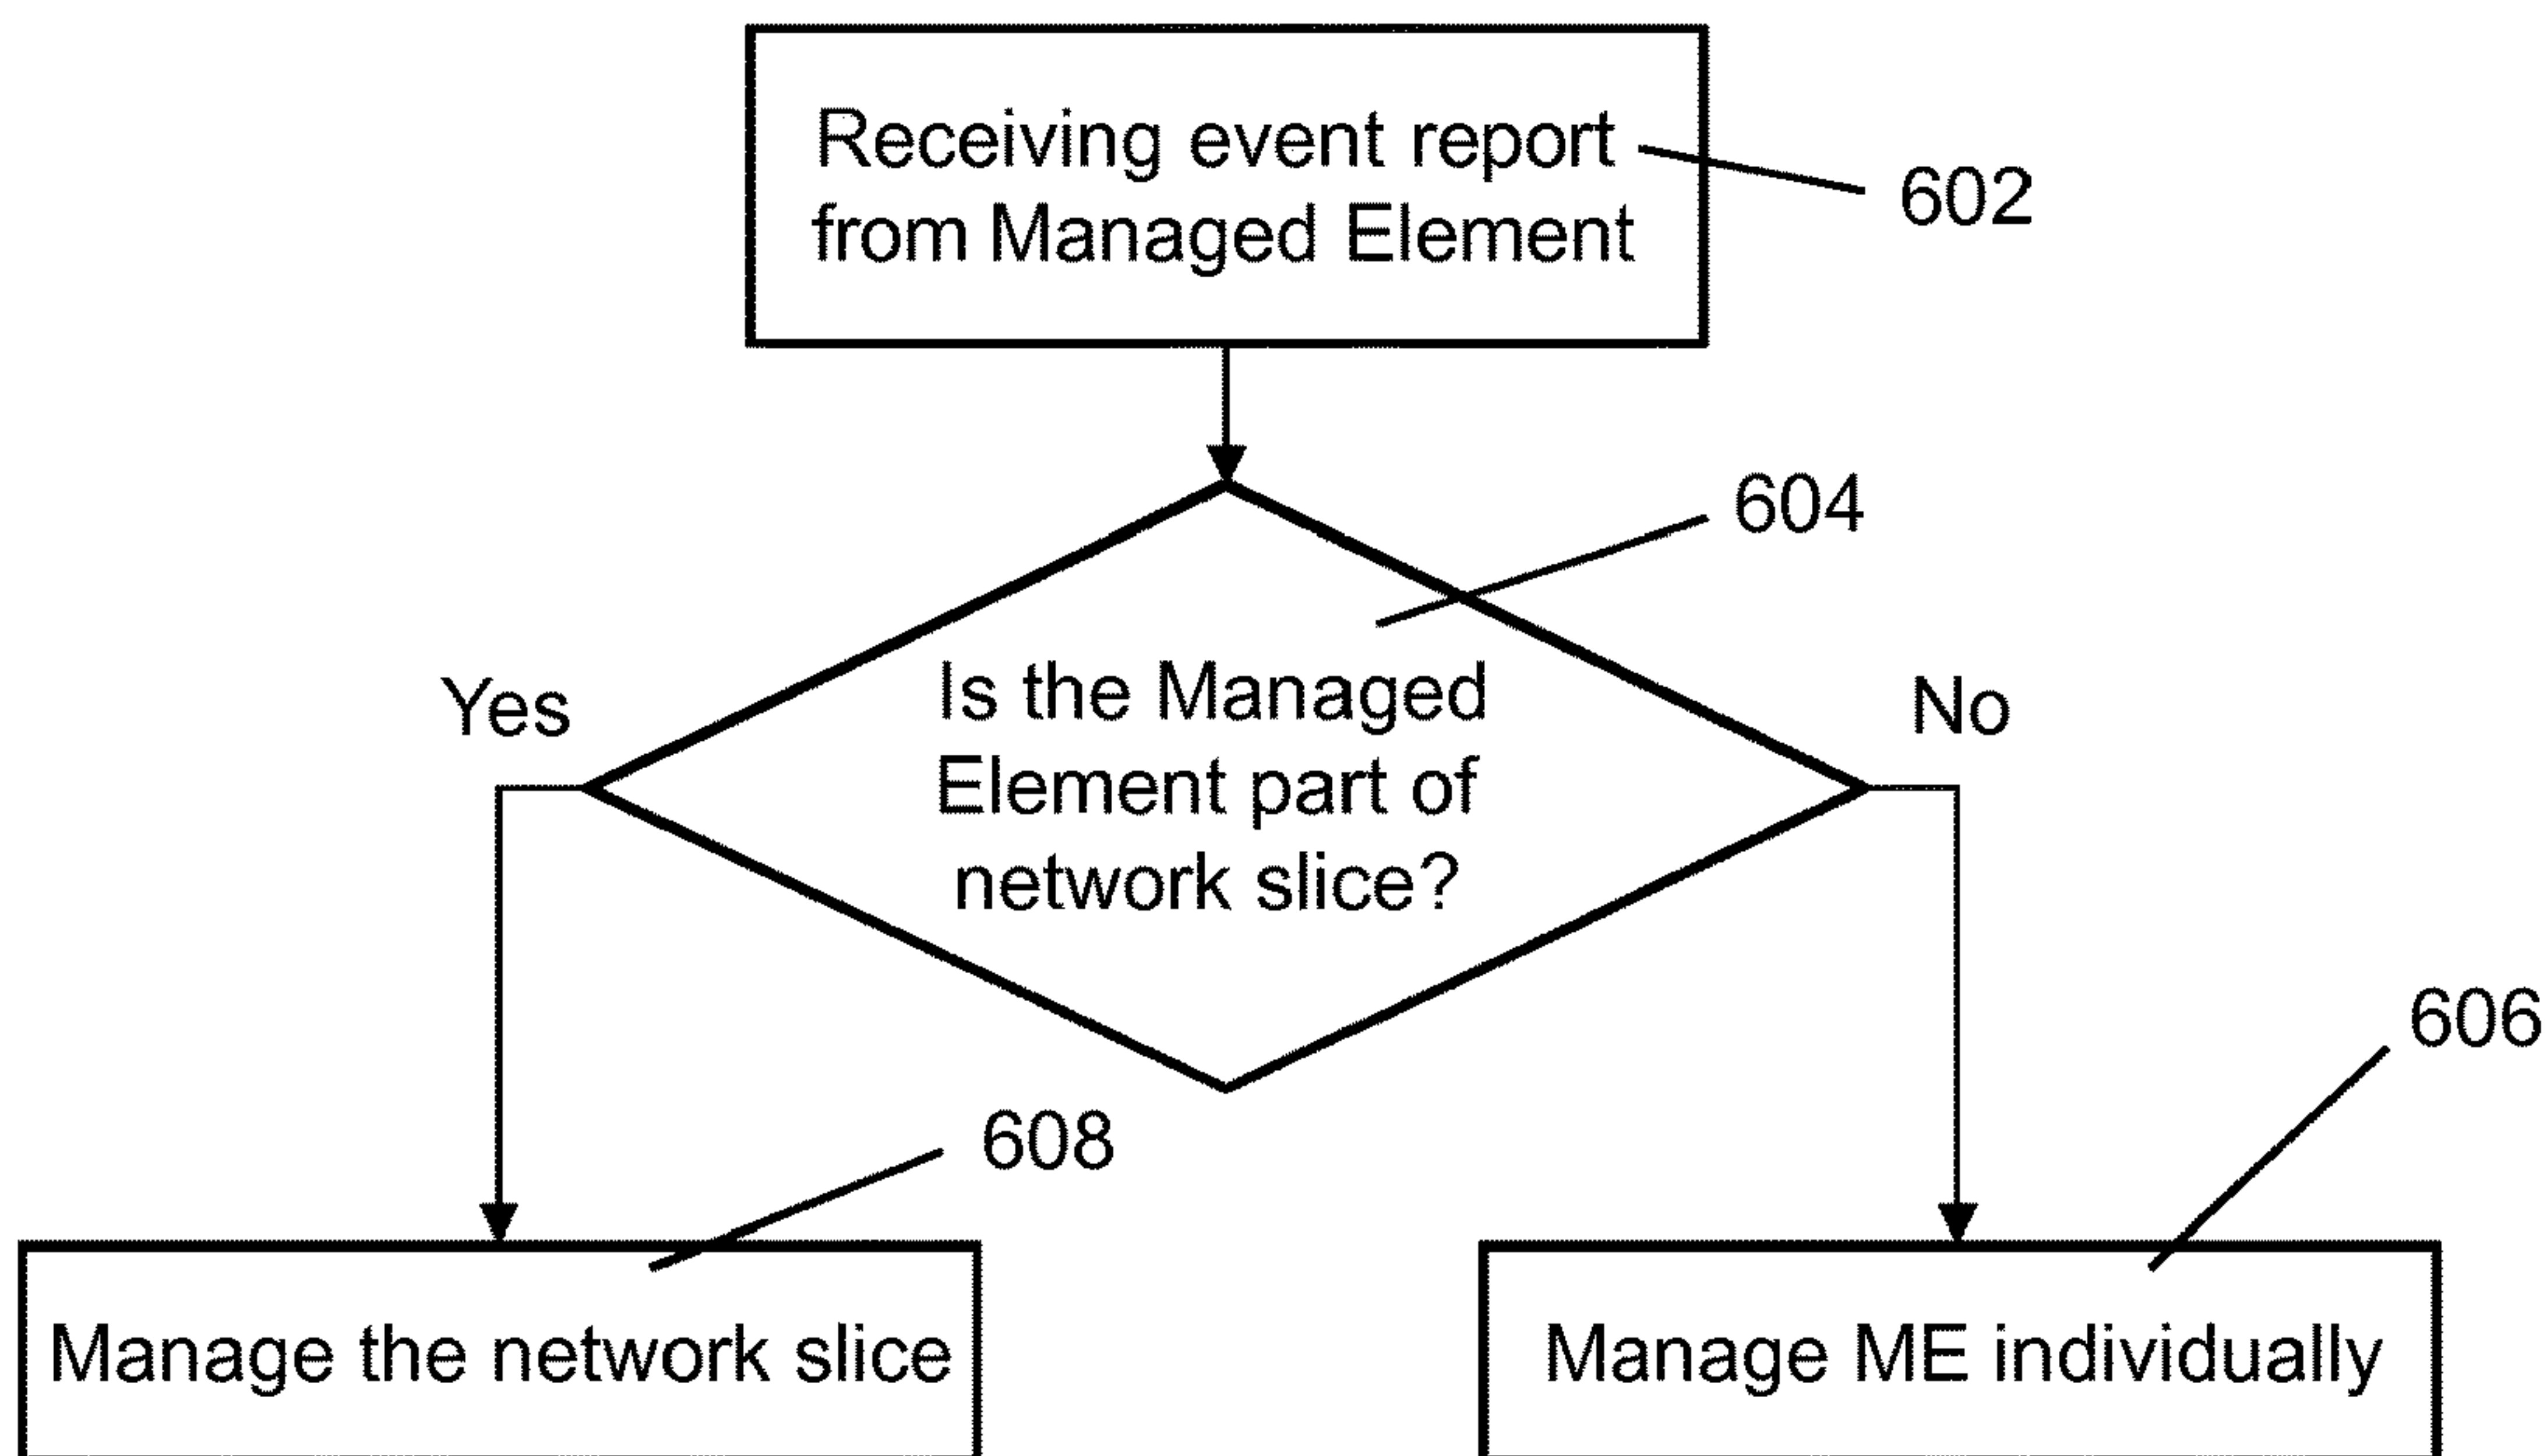 Receiving event report
from Managed Element
602
604
Is the Managed
Element part of
network slice?
Yes
No
606
608
Manage the network slice
Manage ME individually